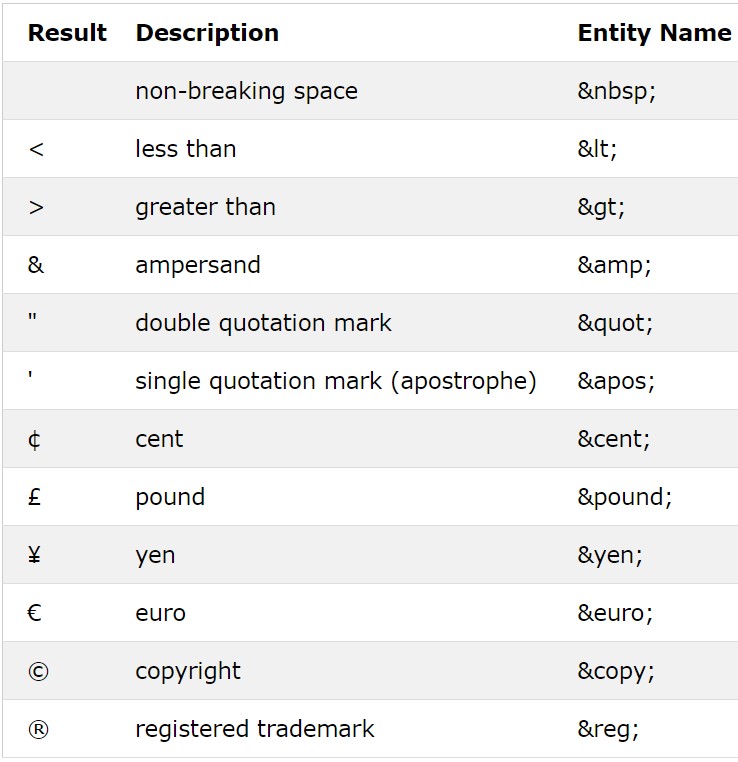 Result Description Entity Name
non-breaking space &nbsp;
< less than &lt;
> greater than &gt;
& ampersand &amp;
" double quotation mark &quot;
' single quotation mark (apostrophe) &apos;
¢ cent &cent;
£ pound &pound;
¥ yen &yen;
€ euro &euro;
© copyright &copy;
® registered trademark &reg;